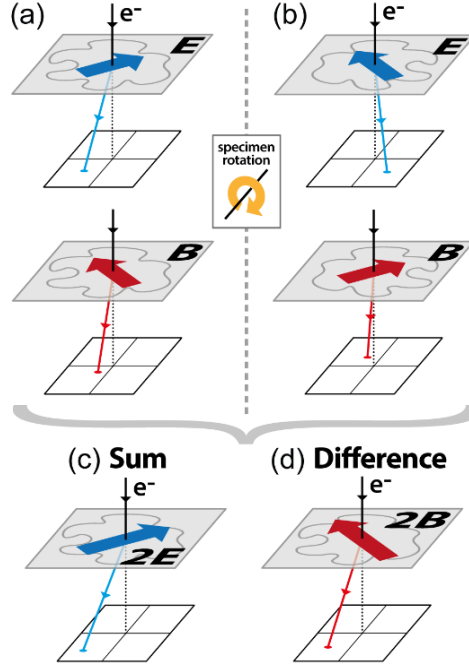 (a)
e-
E
(b)
e-
E
specimen
rotation
B
B
(c) Sum
e-
2E
(d) Difference
e-
2B